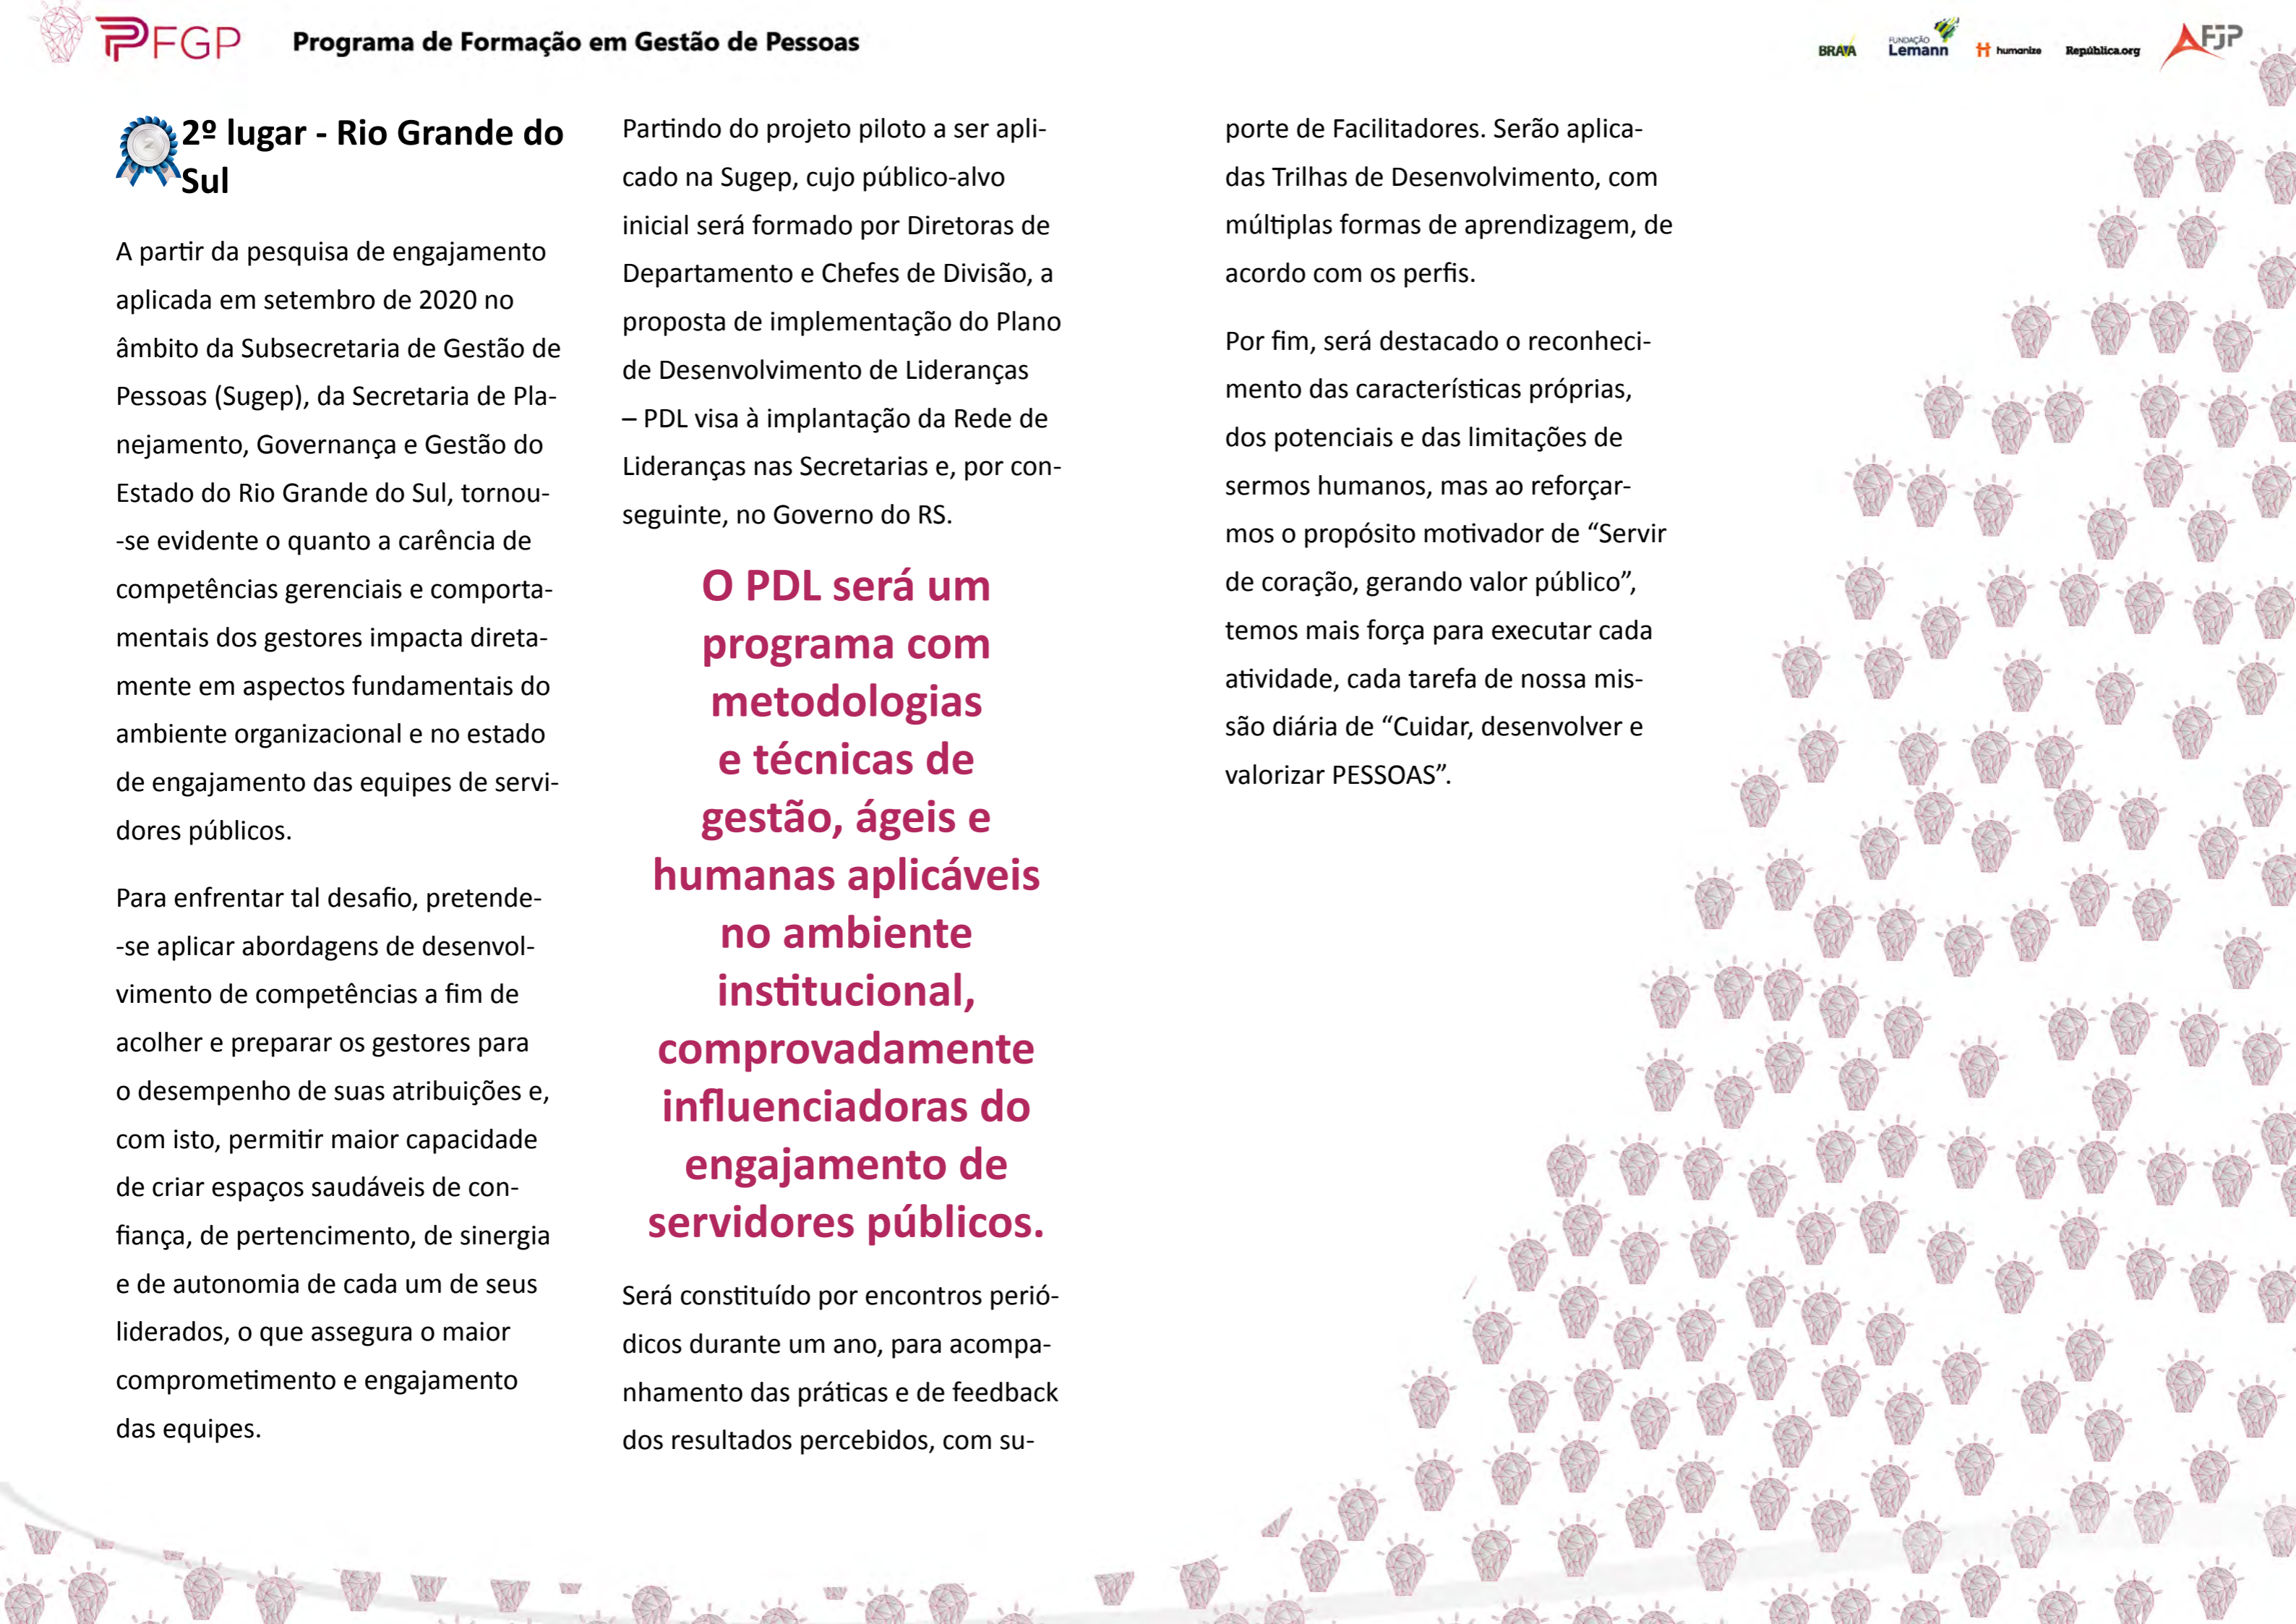 PFGP
Programa de Formação em Gestão de Pessoas
BRAVA
FUNDAÇÃO
Lemann
humanize
República.org
FJP
2º lugar - Rio Grande do
Sul
A partir da pesquisa de engajamento
aplicada em setembro de 2020 no
âmbito da Subsecretaria de Gestão de
Pessoas (Sugep), da Secretaria de Pla-
nejamento, Governança e Gestão do
Estado do Rio Grande do Sul, tornou-
-se evidente o quanto a carência de
competências gerenciais e comporta-
mentais dos gestores impacta direta-
mente em aspectos fundamentais do
ambiente organizacional e no estado
de engajamento das equipes de servi-
dores públicos.
Para enfrentar tal desafio, pretende-
-se aplicar abordagens de desenvol-
vimento de competências a fim de
acolher e preparar os gestores para
o desempenho de suas atribuições e,
com isto, permitir maior capacidade
de criar espaços saudáveis de con-
fiança, de pertencimento, de sinergia
e de autonomia de cada um de seus
liderados, o que assegura o maior
comprometimento e engajamento
das equipes.
Partindo do projeto piloto a ser apli-
cado na Sugep, cujo público-alvo
inicial será formado por Diretoras de
Departamento e Chefes de Divisão, a
proposta de implementação do Plano
de Desenvolvimento de Lideranças
– PDL visa à implantação da Rede de
Lideranças nas Secretarias e, por con-
seguinte, no Governo do RS.
O PDL será um
programa com
metodologias
e técnicas de
gestão, ágeis e
humanas aplicáveis
no ambiente
institucional,
comprovadamente
influenciadoras do
engajamento de
servidores públicos.
Será constituído por encontros perió-
dicos durante um ano, para acompa-
nhamento das práticas e de feedback
dos resultados percebidos, com su-
porte de Facilitadores. Serão aplica-
das Trilhas de Desenvolvimento, com
múltiplas formas de aprendizagem, de
acordo com os perfis.
Por fim, será destacado o reconheci-
mento das características próprias,
dos potenciais e das limitações de
sermos humanos, mas ao reforçar-
mos o propósito motivador de “Servir
de coração, gerando valor público”,
temos mais força para executar cada
atividade, cada tarefa de nossa mis-
são diária de “Cuidar, desenvolver e
valorizar PESSOAS”.